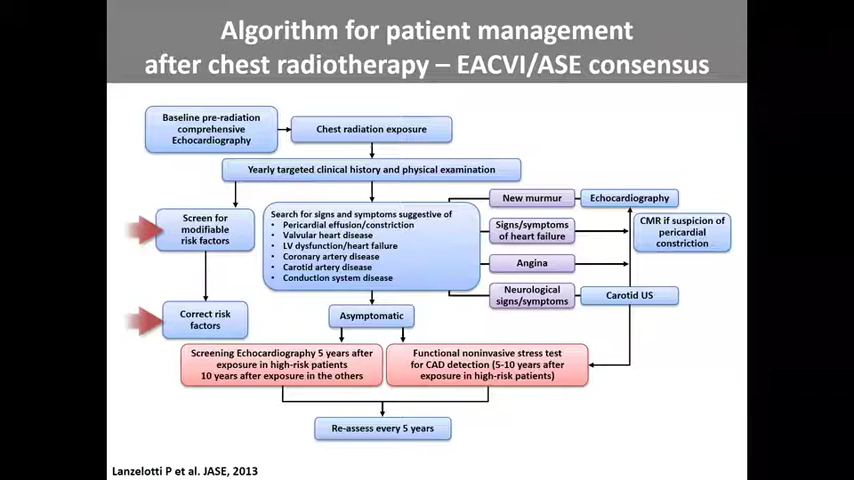 Algorithm for patient management
after chest radiotherapy – EACVI/ASE consensus
Baseline pre-radiation
comprehensive
Echocardiography
Chest radiation exposure
Yearly targeted clinical history and physical examination
Screen for
modifiable
risk factors
Correct risk
factors
Search for signs and symptoms suggestive of
• Pericardial effusion/constriction
• Valvular heart disease
• LV dysfunction/heart failure
• Coronary artery disease
• Carotid artery disease
• Conduction system disease
New murmur
Echocardiography
Signs/symptoms
of heart failure
CMR if suspicion of
pericardial
constriction
Angina
Neurological
signs/symptoms
Carotid US
Asymptomatic
Screening Echocardiography 5 years after
exposure in high-risk patients
10 years after exposure in the others
Functional noninvasive stress test
for CAD detection (5-10 years after
exposure in high-risk patients)
Re-assess every 5 years
Lanzelotti P et al. JASE, 2013